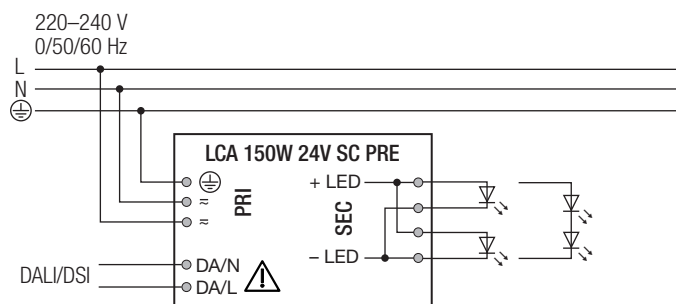 220–240 V
0/50/60 Hz
L
N
LCA 150W 24V SC PRE
PRI
SEC
+ LED
≂
≂
– LED
DALI/DSI
DA/N
DA/L